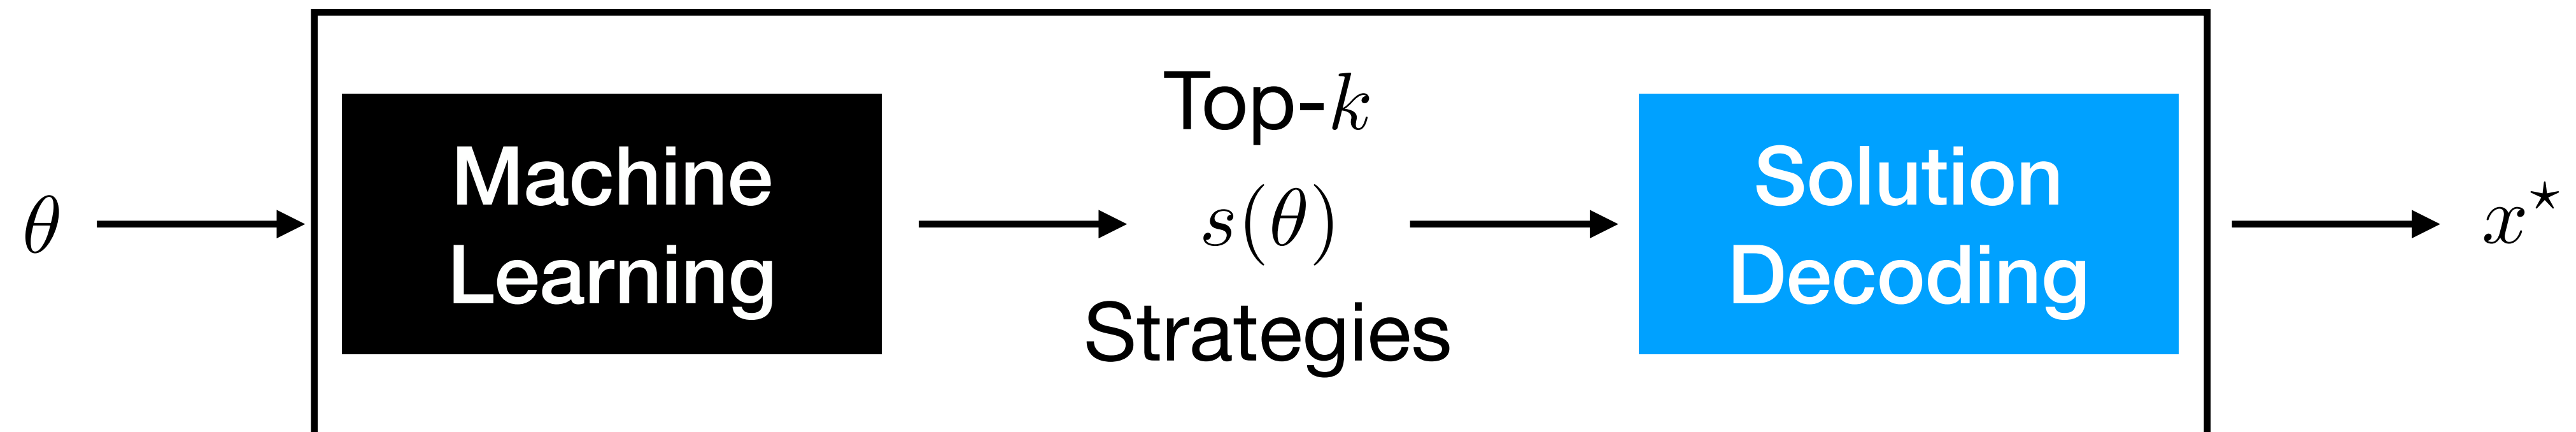 θ
Machine
Learning
Top-k
s(θ)
Strategies
Solution
Decoding
x⋆